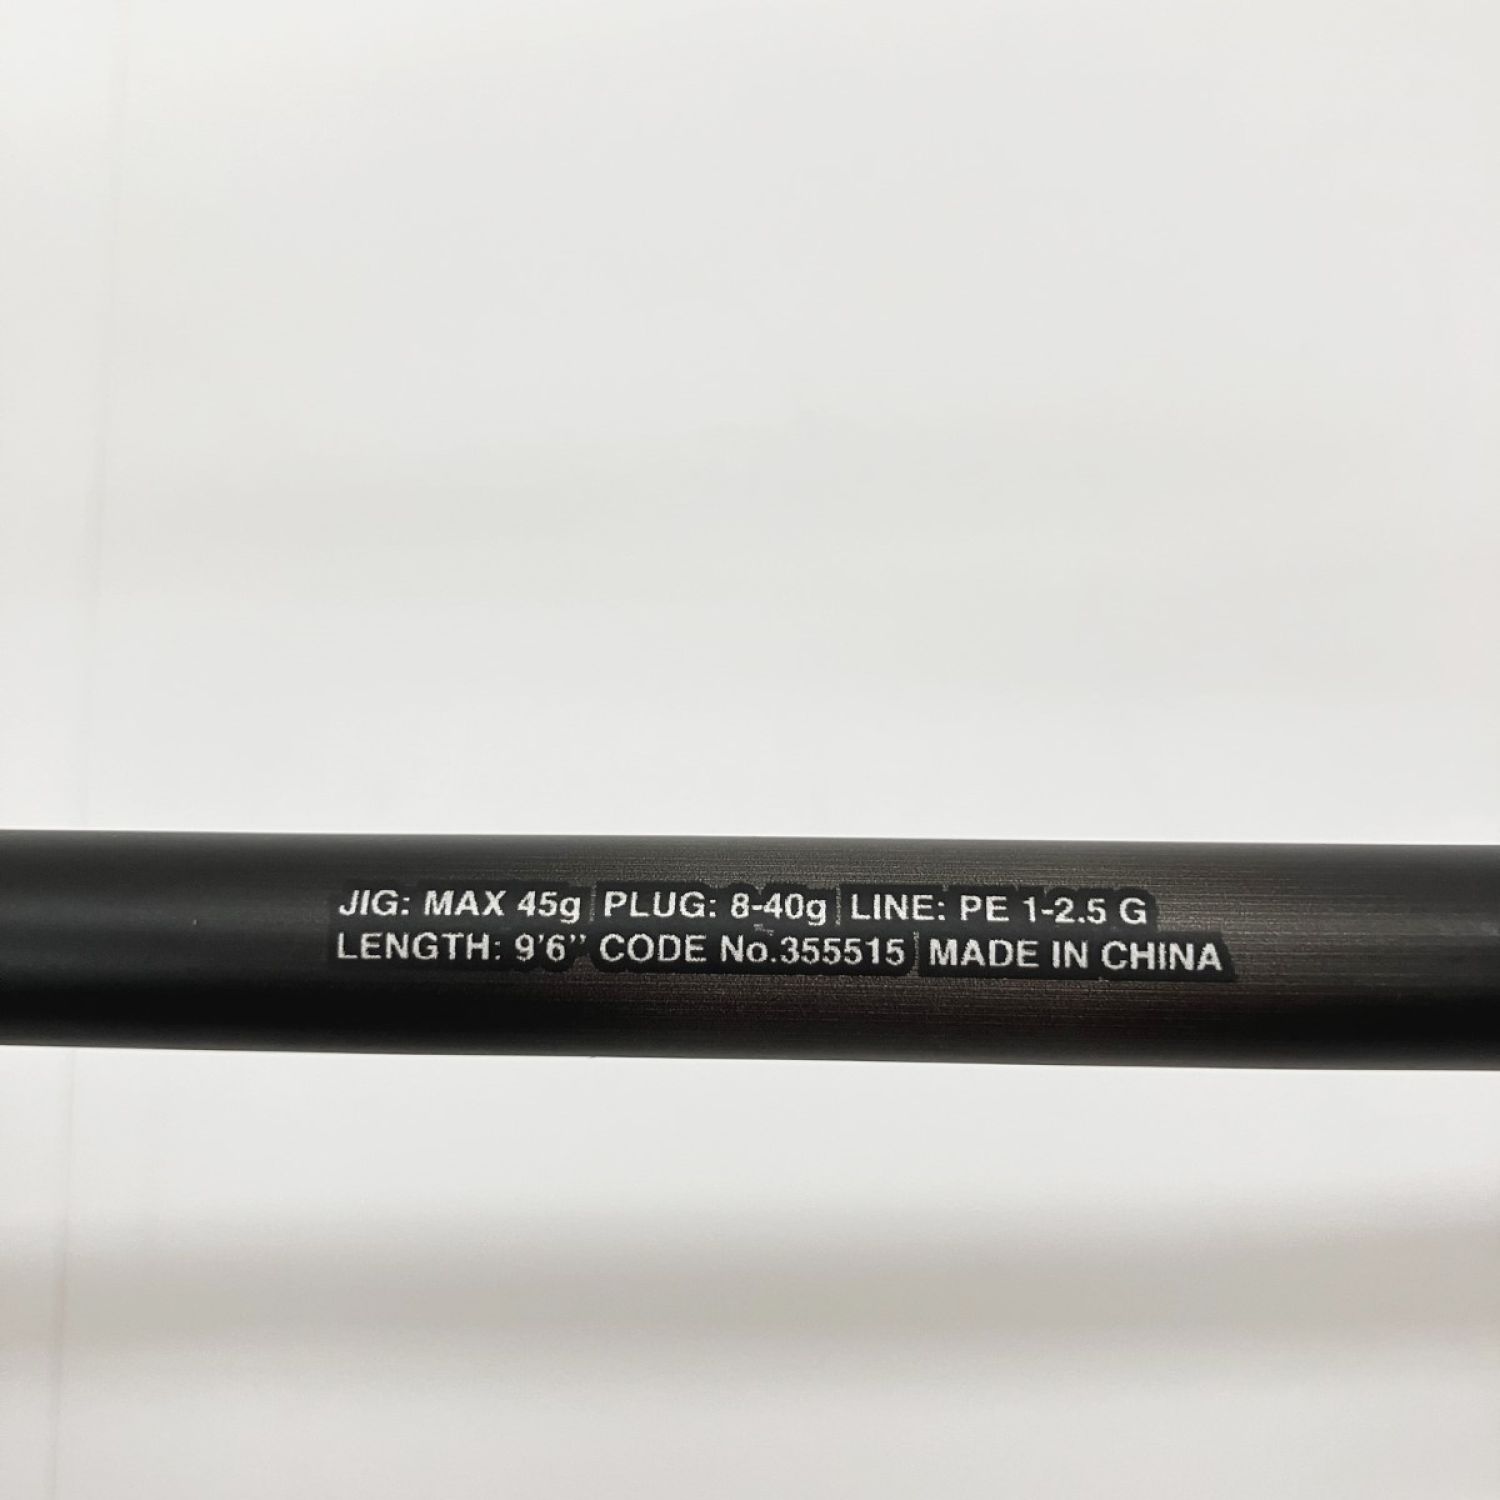 JIG: MAX 45g PLUG: 8-40g LINE: PE 1-2.5 G
LENGTH: 9'6'' CODE No.355515 MADE IN CHINA